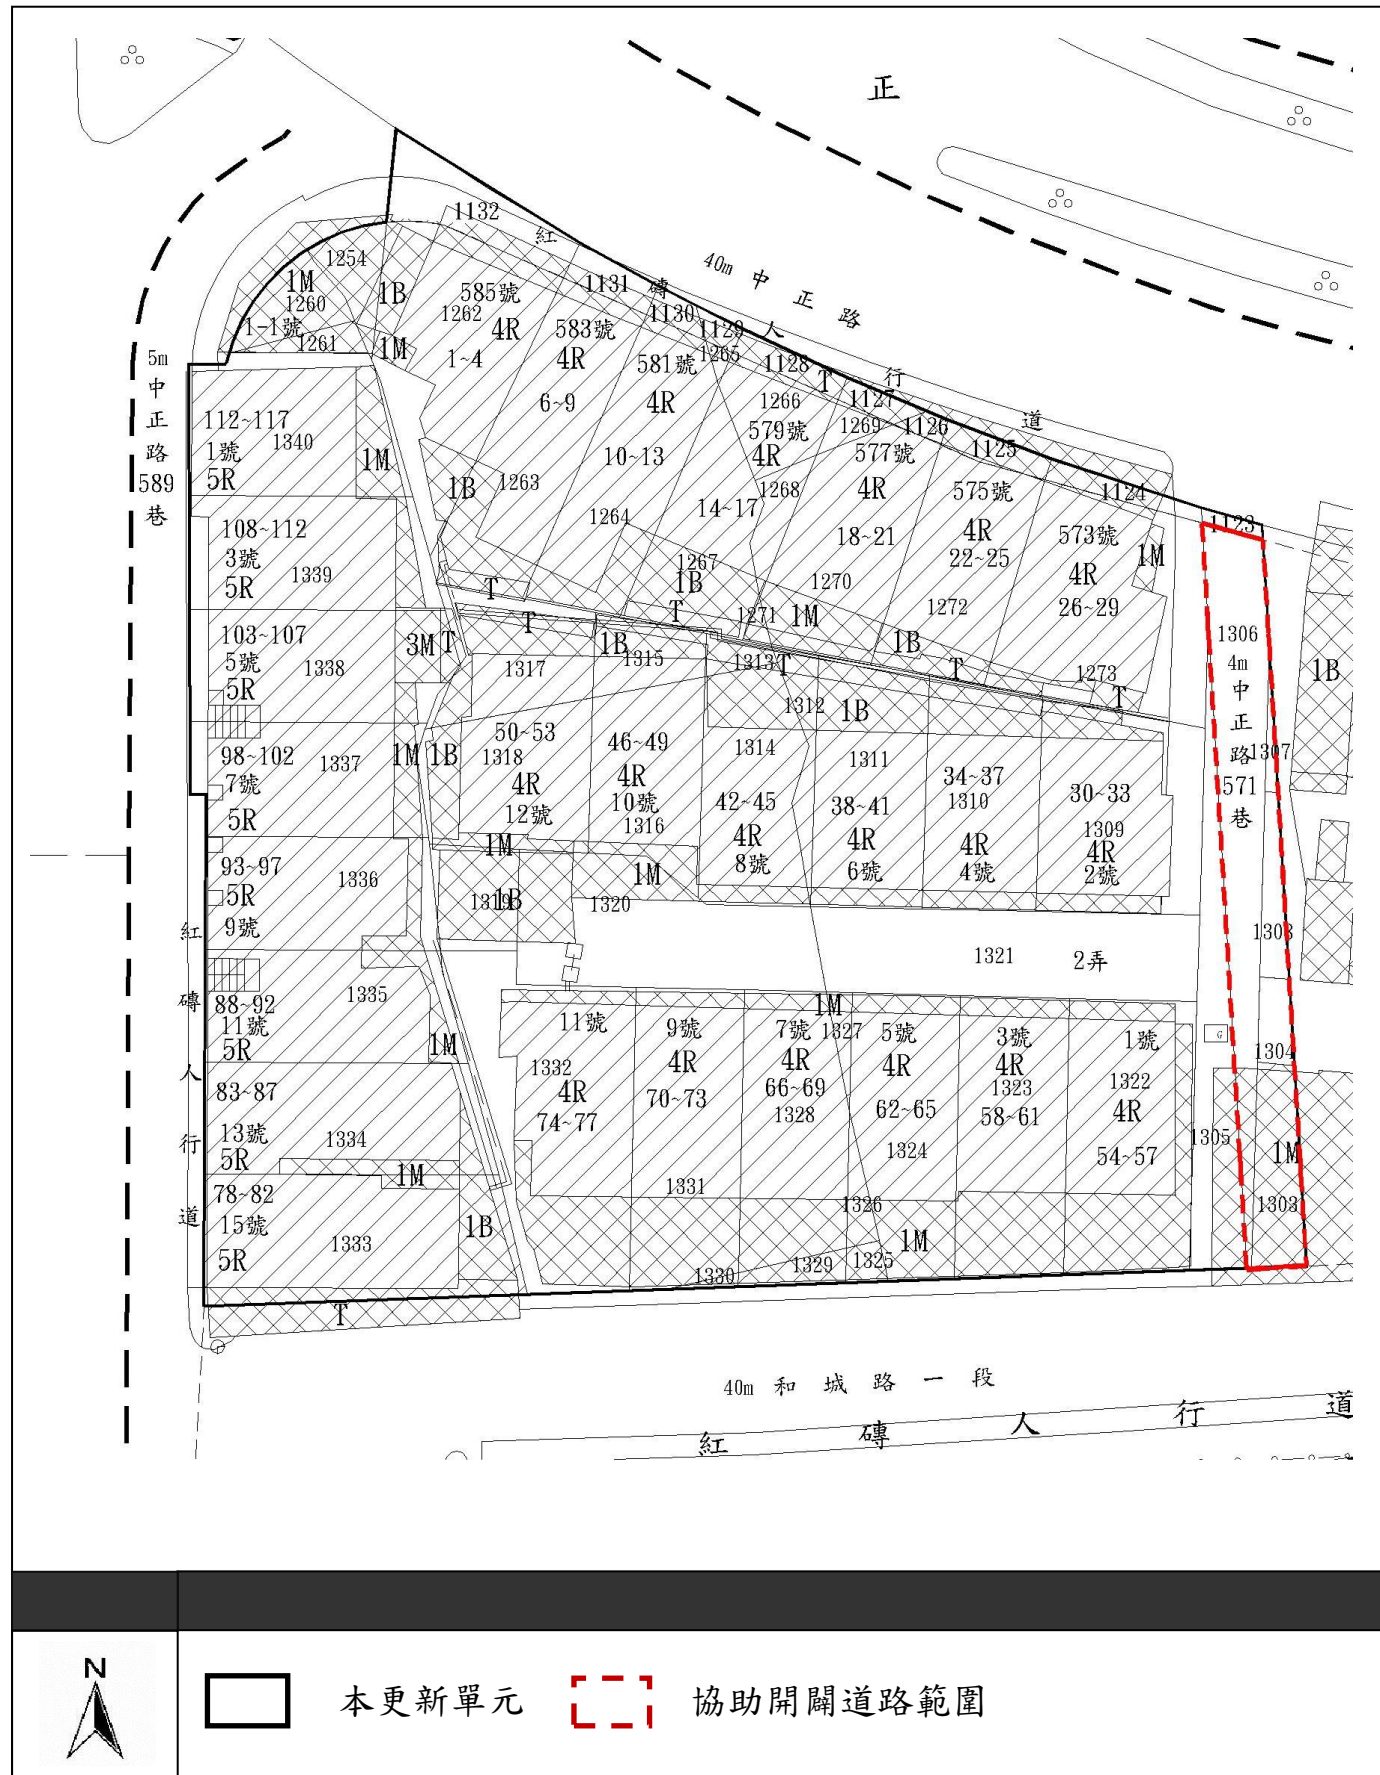 正
1132
紅
40m 中 正 路
1254
1M
1260
1-1號
1261
1B
1M
585號
1262
4R
1~4
1131
磚
583號
4R
6~9
1130
1129
人
1265
581號
4R
10~13
1128
T
行
1266
1127
579號
4R
1269
1126
道
577號
4R
1125
5m
中
正
路
589
巷
112~117
1號
1340
5R
1M
1B
1263
1264
14~17
1268
18~21
575號
4R
22~25
1124
573號
4R
26~29
1M
1123
108~112
3號
1339
5R
1267
1B
1270
1271
1M
1272
1B
T
T
T
T
T
T
1273
103~107
5號
1338
5R
3M
T
1317
1B
1315
1313
1312
1B
1306
4m
中
正
路
571
巷
1307
1B
98~102
7號
1337
5R
1M
1B
50~53
1318
4R
12號
46~49
4R
10號
1316
1314
42~45
4R
8號
1311
38~41
4R
6號
34~37
1310
4R
4號
30~33
1309
4R
2號
93~97
5R
9號
1336
1M
1M
1319
1B
1320
1321
2弄
1308
紅
磚
人
行
道
88~92
11號
1335
5R
1M
11號
1332
4R
74~77
9號
4R
70~73
7號
4R
66~69
1328
1M
1327
5號
4R
62~65
1324
3號
4R
1323
58~61
1號
1322
4R
54~57
G
1304
1305
1M
1303
83~87
13號
1334
5R
1M
78~82
15號
1333
5R
1B
1331
1326
1M
1330
1329
1325
T
40m 和 城 路 一 段
紅 磚 人 行 道
N
本更新單元
協助開闢道路範圍